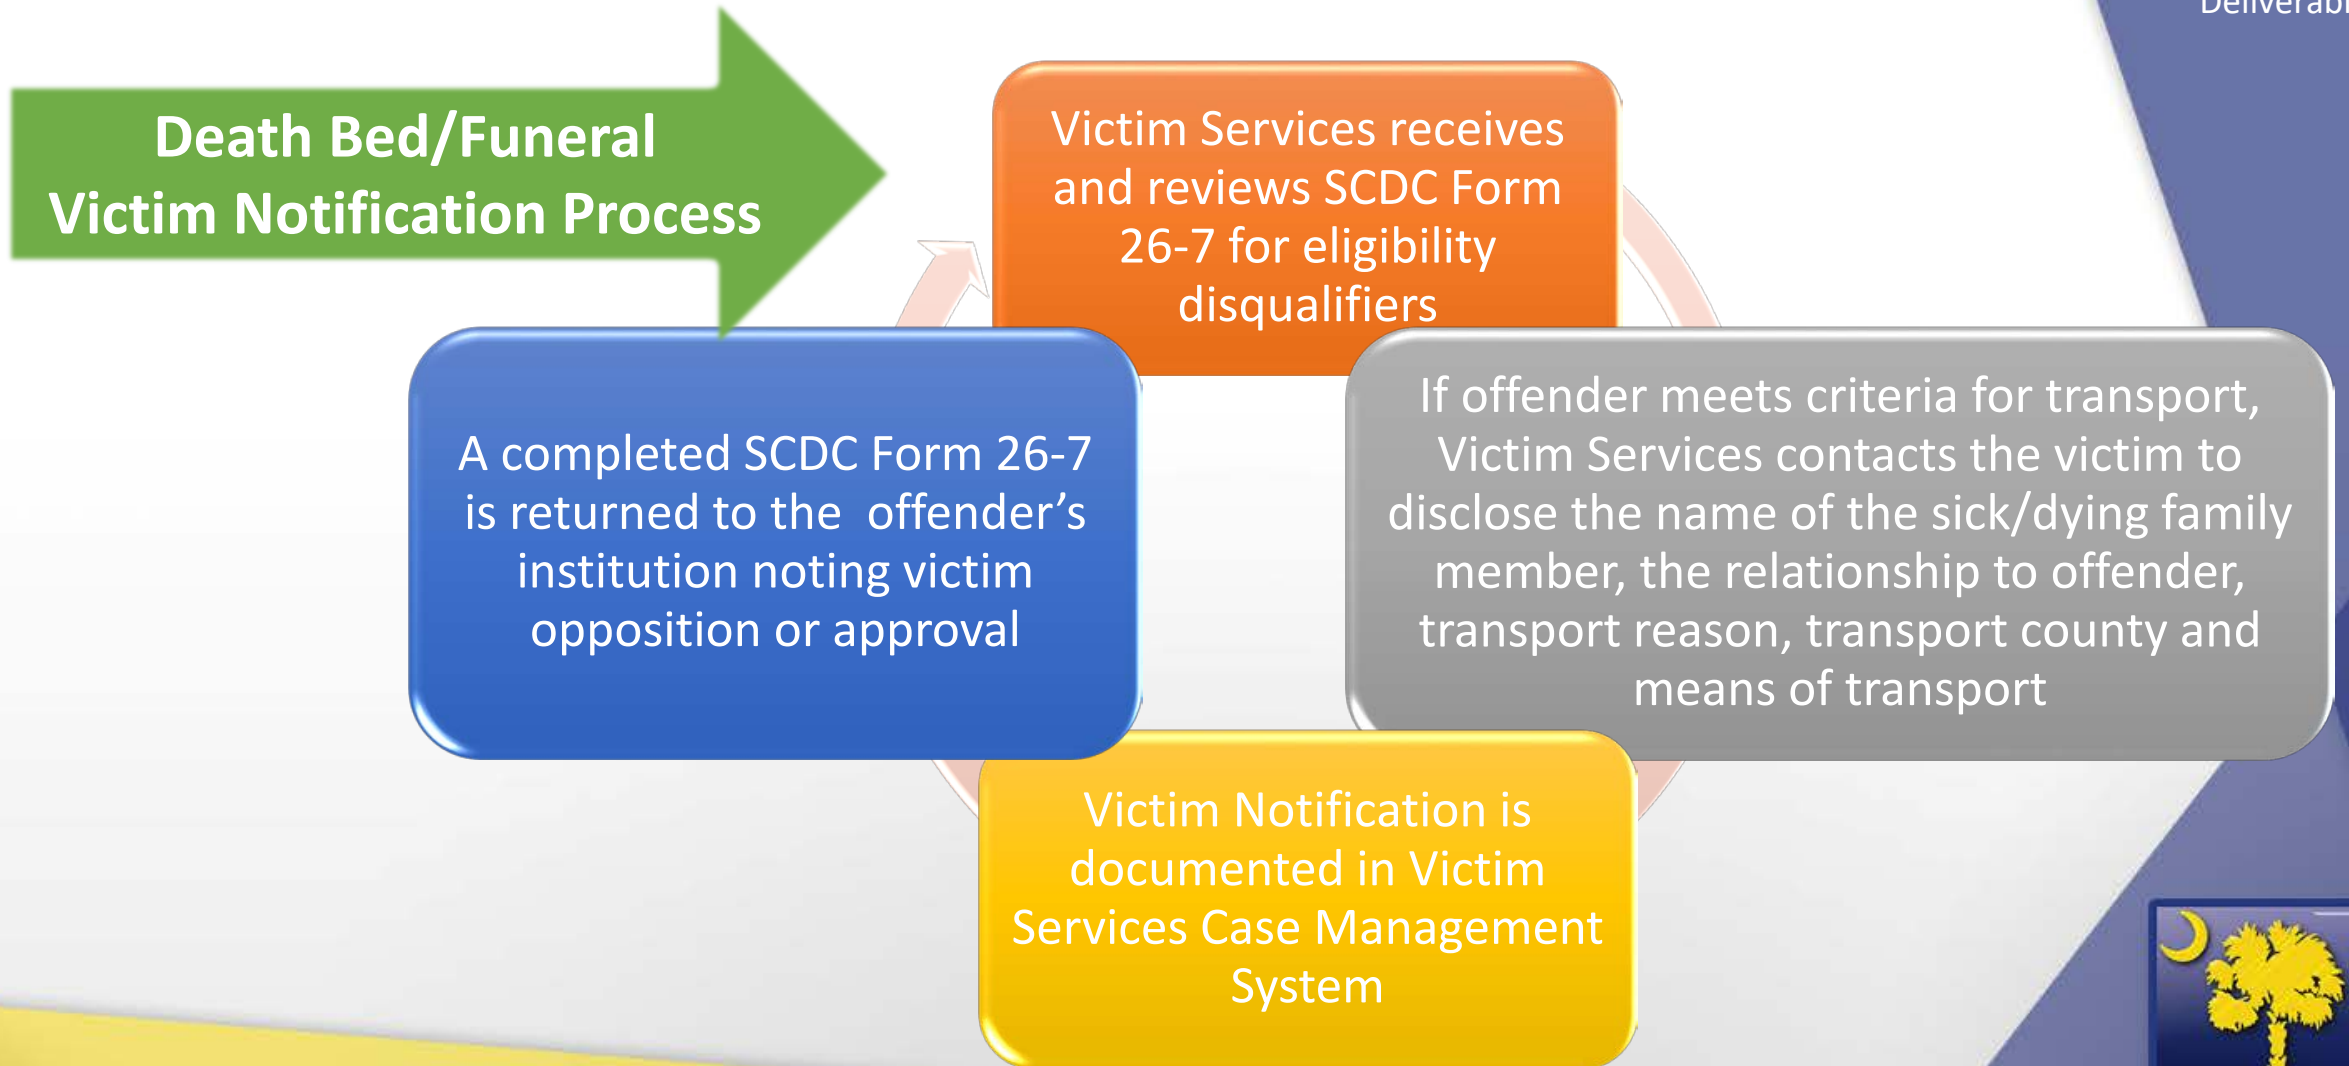 Death Bed/Funeral
Victim Notification Process
Victim Services receives
and reviews SCDC Form
26-7 for eligibility
disqualifiers
If offender meets criteria for transport,
Victim Services contacts the victim to
disclose the name of the sick/dying family
member, the relationship to offender,
transport reason, transport county and
means of transport
Victim Notification is
documented in Victim
Services Case Management
System
A completed SCDC Form 26-7
is returned to the  offender’s
institution noting victim
opposition or approval